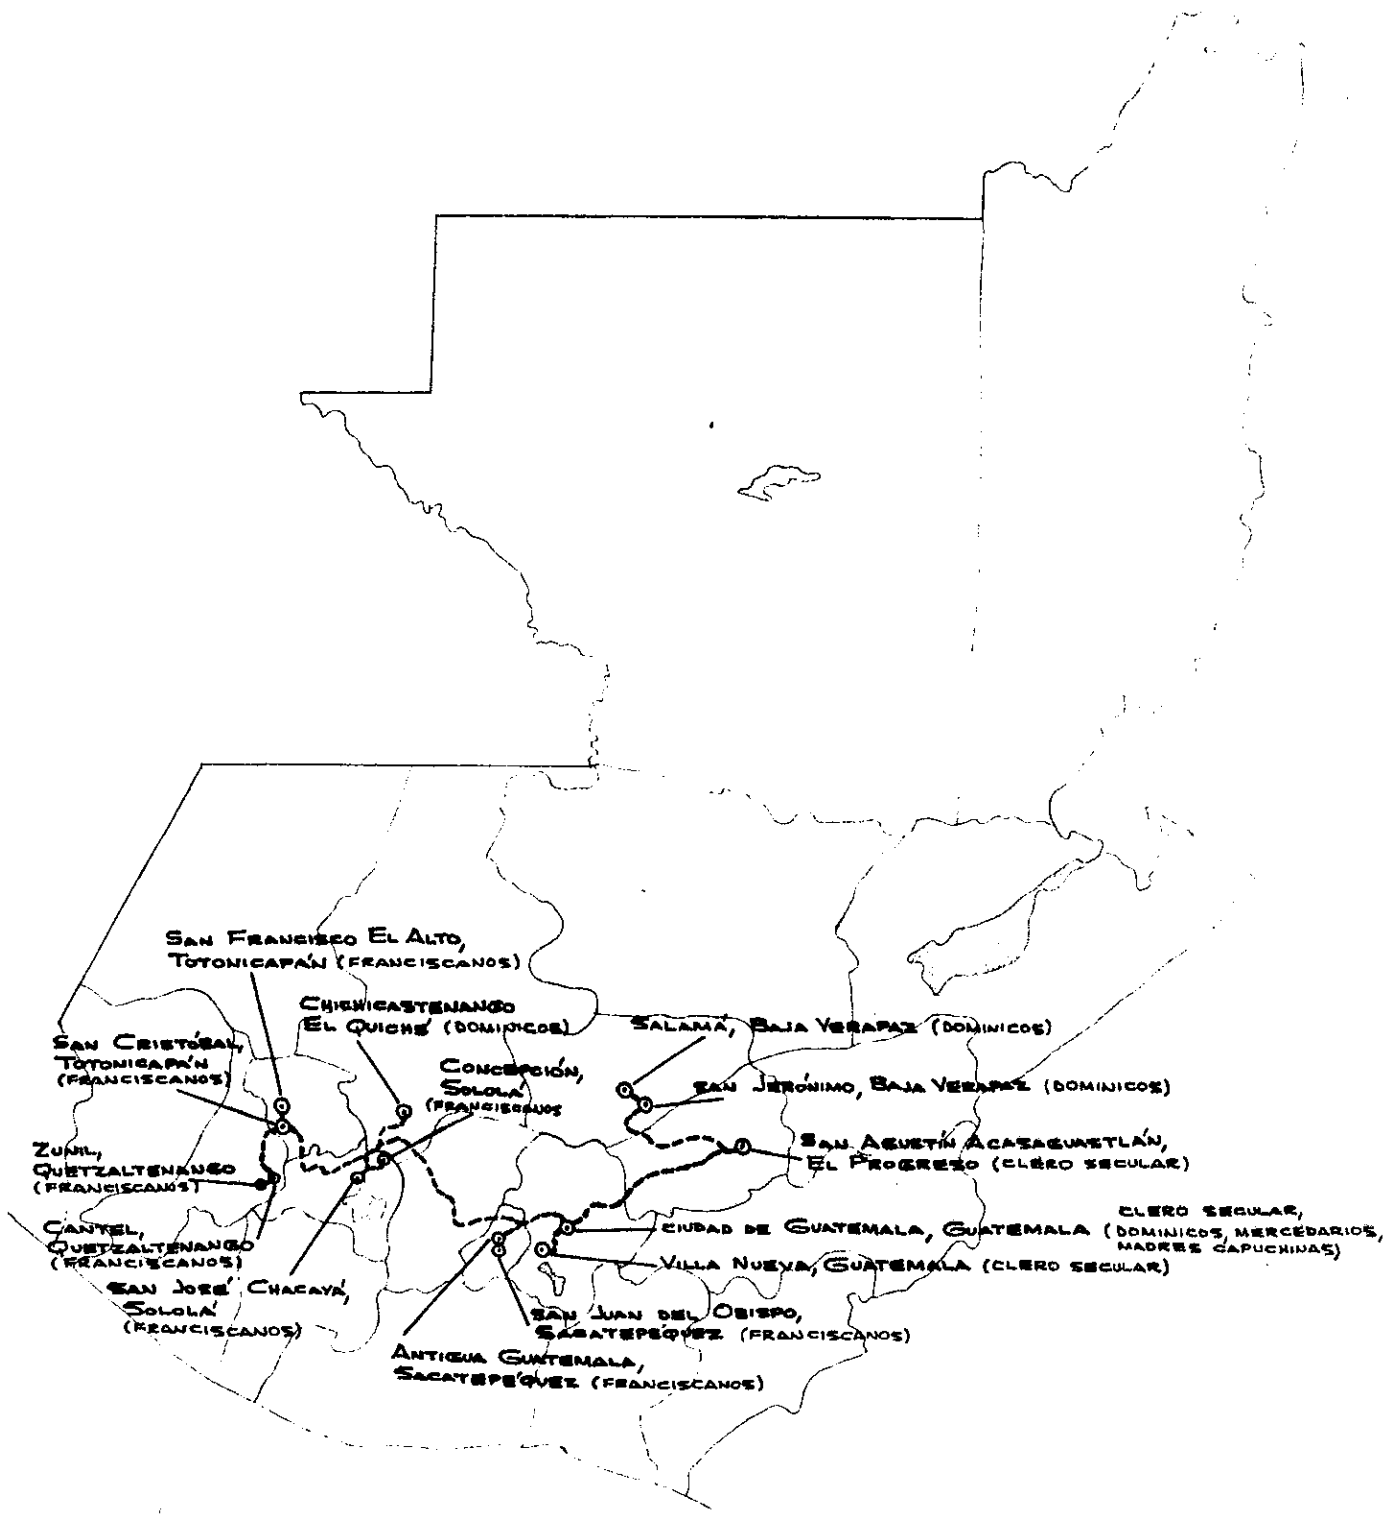 SAN FRANCISCO EL ALTO,
TOTONICAPÁN (FRANCISCANOS)
CHICHICASTENANGO
EL QUICHÉ (DOMINICOS)
SAN CRISTÓBAL,
TOTONICAPÁN
(FRANCISCANOS)
CONCEPCIÓN,
SOLOLÁ
(FRANCISCANOS
SALAMÁ, BAJA VERAPAZ (DOMINICOS)
SAN JERÓNIMO, BAJA VERAPAZ (DOMINICOS)
ZUNIL,
QUETZALTENANGO
(FRANCISCANOS)
SAN AGUSTÍN ACASAGUASTLÁN,
EL PROGRESO (CLERO SECULAR)
CANTEL,
QUETZALTENANGO
(FRANCISCANOS)
CLERO SECULAR,
CIUDAD DE GUATEMALA, GUATEMALA (DOMINICOS, MERCEDARIOS,
MADRES CAPUCHINAS)
VILLA NUEVA, GUATEMALA (CLERO SECULAR)
SAN JOSÉ CHACAYÁ,
SOLOLÁ
(FRANCISCANOS)
SAN JUAN DEL OBISPO,
SACATEPÉQUEZ (FRANCISCANOS)
ANTIGUA GUATEMALA,
SACATEPÉQUEZ (FRANCISCANOS)